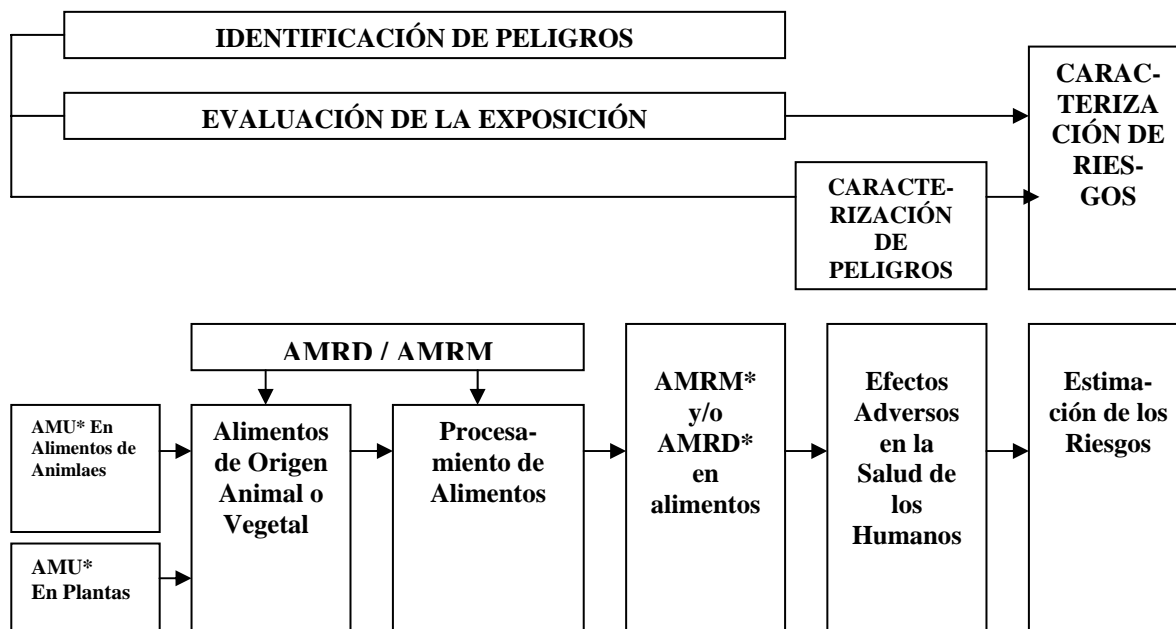 IDENTIFICACIÓN DE PELIGROS
EVALUACIÓN DE LA EXPOSICIÓN
CARAC-
TERIZA
CIÓN DE
RIES-
GOS
CARACTE-
RIZACIÓN
DE
PELIGROS
AMRD / AMRM
AMU* En
Alimentos de
Animlaes
AMU*
En Plantas
Alimentos
de Origen
Animal o
Vegetal
Procesa-
miento de
Alimentos
AMRM*
y/o
AMRD*
en
alimentos
Efectos
Adversos
en la
Salud de
los
Humanos
Estima-
ción de los
Riesgos